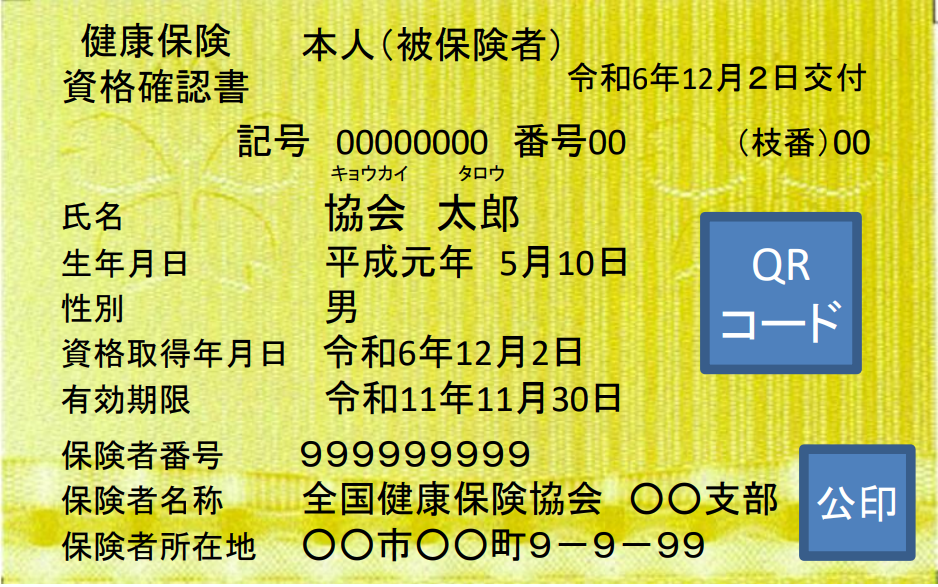 健康保険 本人（被保険者）
資格確認書 令和6年12月２日交付
記号 00000000 番号00 （枝番）00
キョウカイ タロウ
氏名 協会 太郎
生年月日 平成元年 5月10日
性別 男
資格取得年月日 令和6年12月2日
有効期限 令和11年11月30日
QR
コード
保険者番号 ９９９９９９９９９
保険者名称 全国健康保険協会 〇〇支部
保険者所在地 〇〇市〇〇町９－９－９９
公印